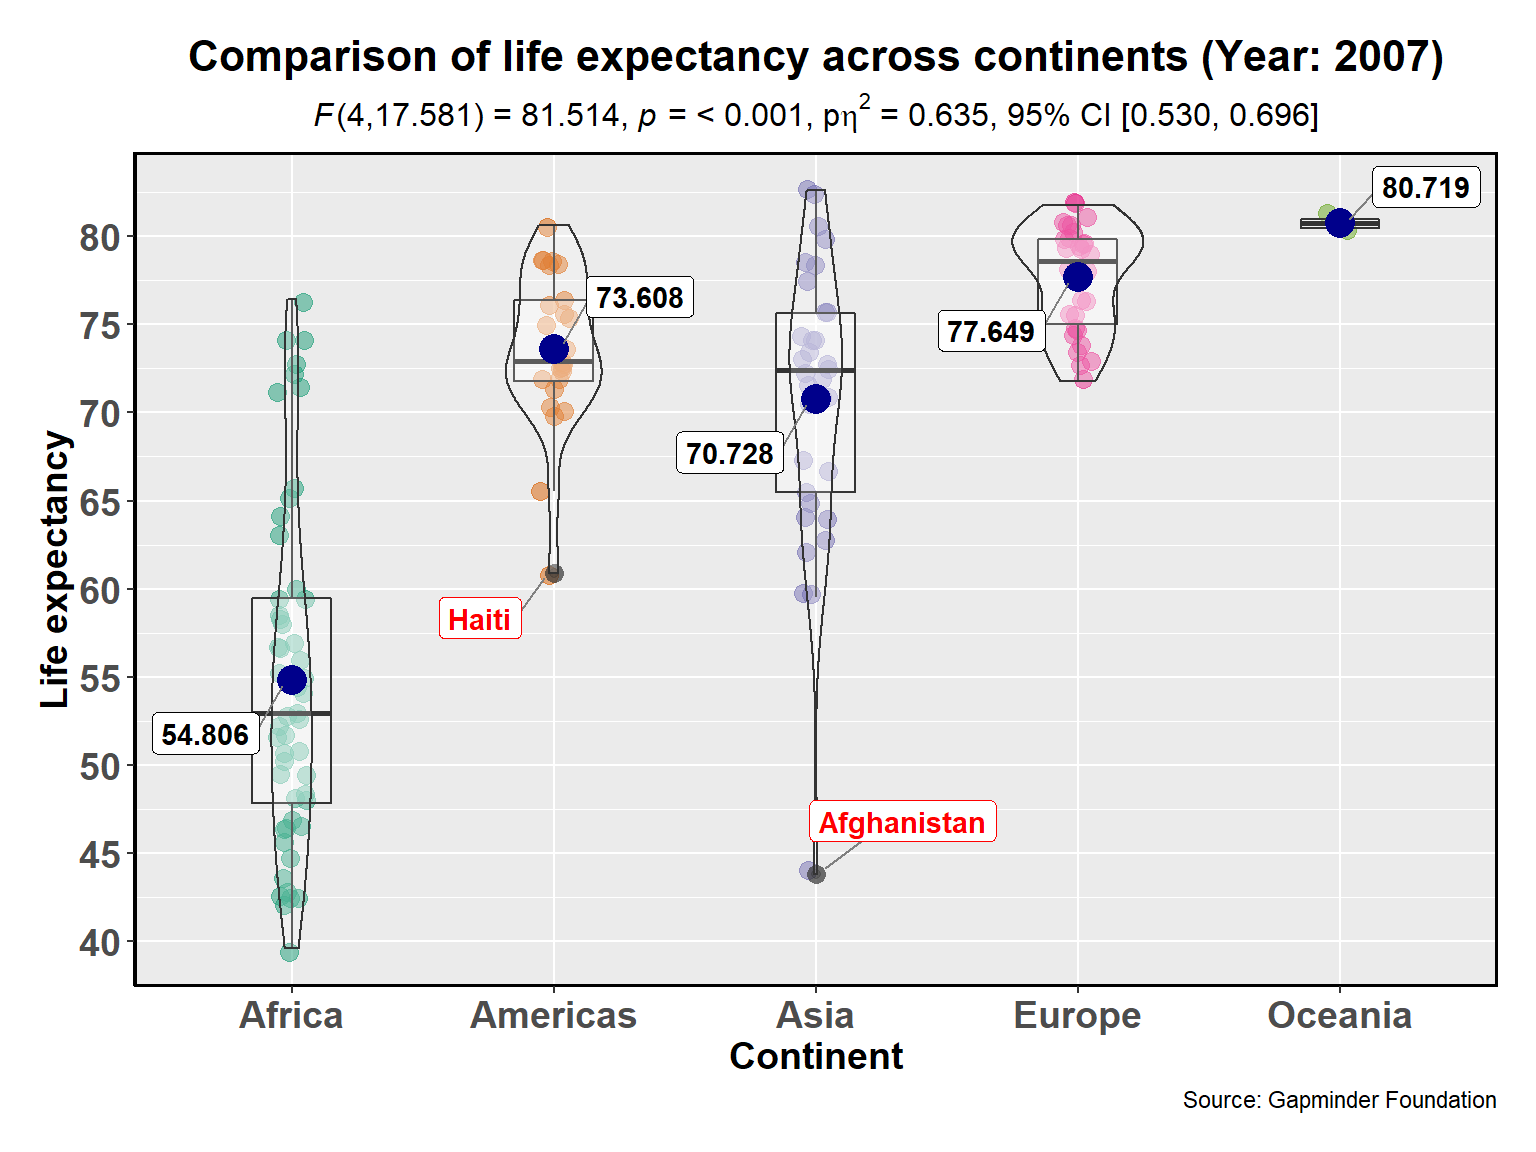 Comparison of life expectancy across continents (Year: 2007)
F(4,17.581) = 81.514, p = < 0.001, pη² = 0.635, 95% CI [0.530, 0.696]
Life expectancy
80
75
70
65
60
55
50
45
40
80.719
73.608
77.649
70.728
Haiti
54.806
Afghanistan
Africa Americas Asia Europe Oceania
Continent
Source: Gapminder Foundation